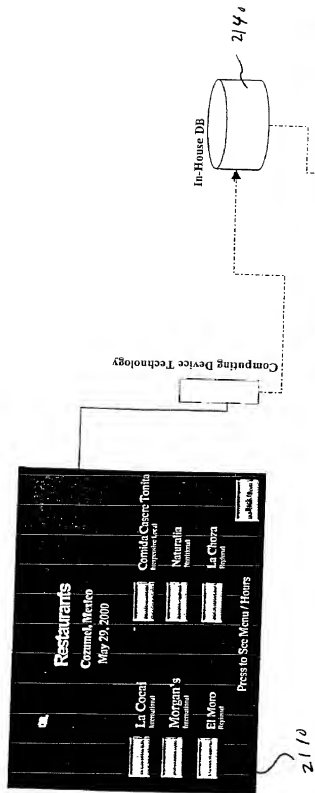 Restaurants
Cozumel, Mexico
May 29, 2000
La Cocai
International
Morgan's
International
El Moro
Regional
Comida Casere Tonita
Inexpensive Local
Naturalia
Nutritional
La Choza
Regional
Press to See Menu / Hours
2110
Computing Device Technology
In-House DB
2140